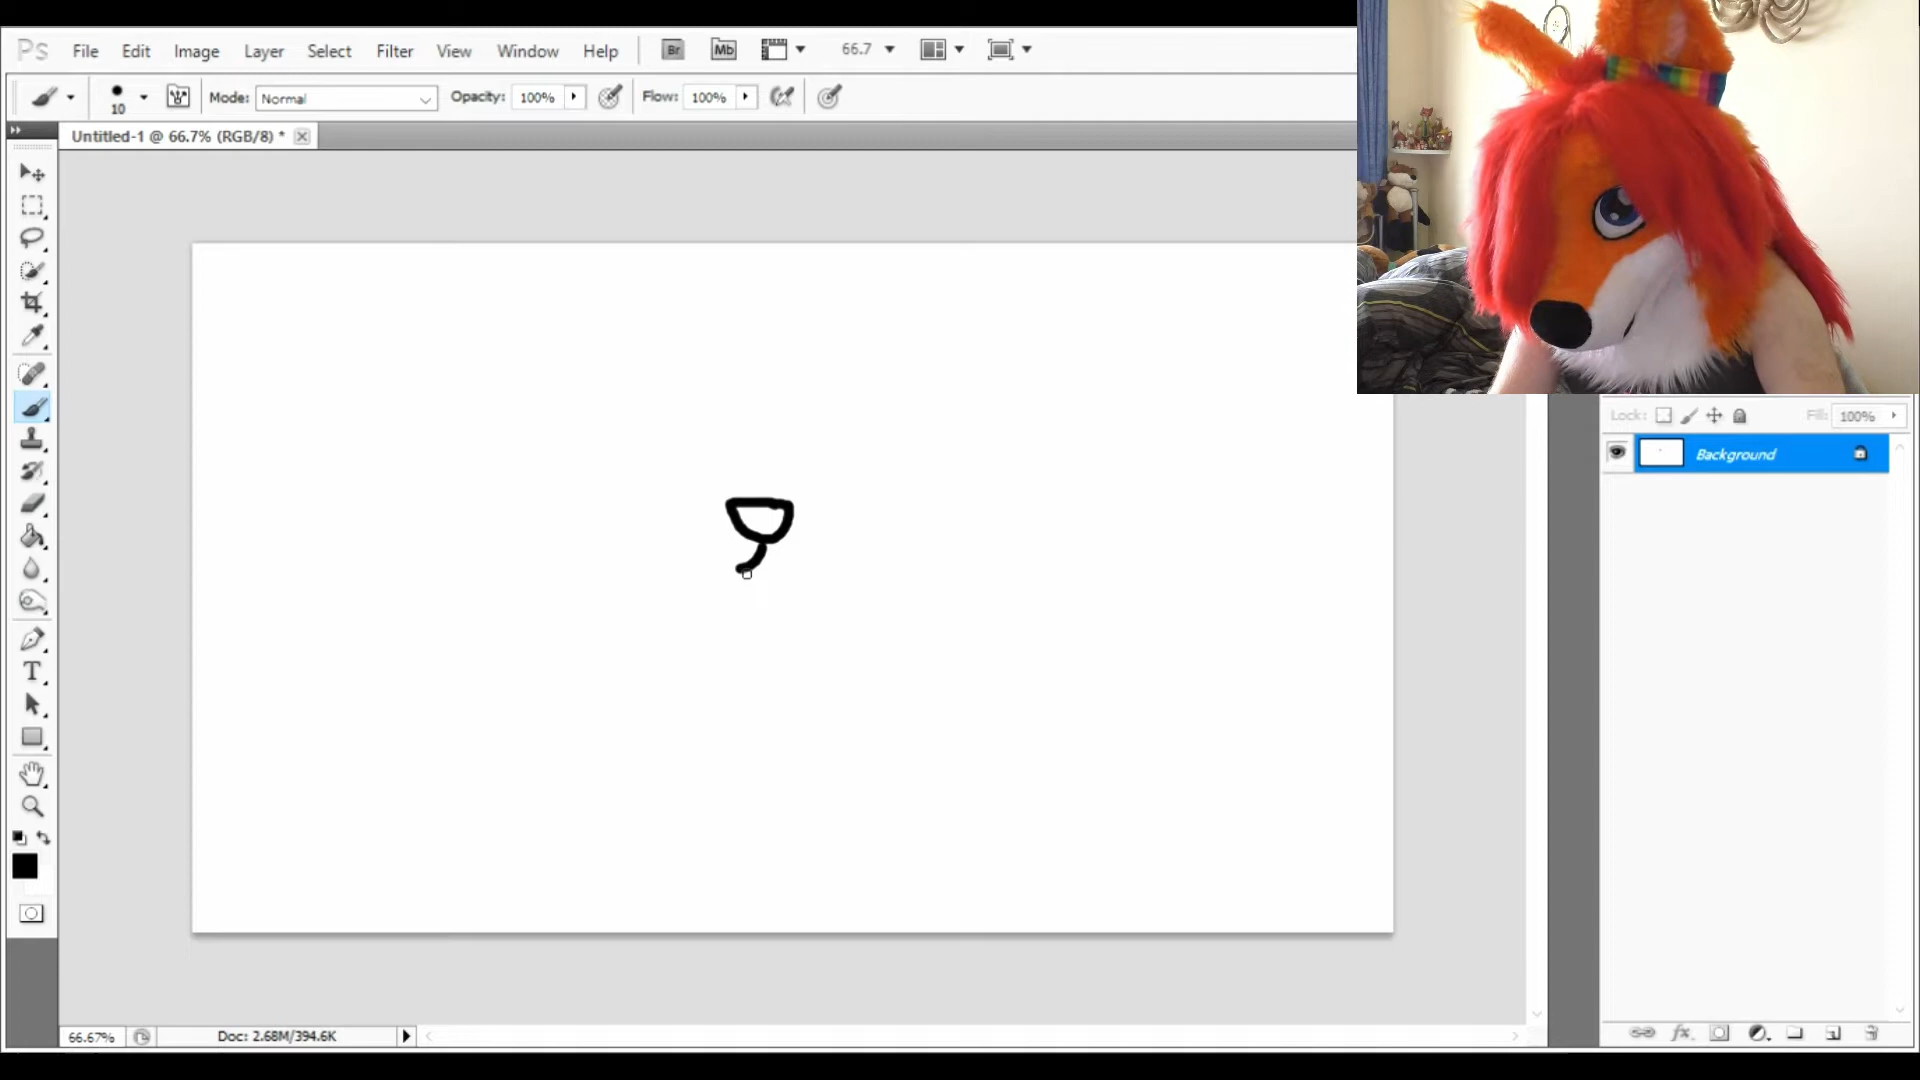 Ps File Edit Image Layer Select Filter View Window Help Br Mb 66.7
10 Mode: Normal Opacity: 100% Flow: 100%
Untitled-1 @ 66.7% (RGB/8) *
Lock: Fill: 100%
Background
T
fx
66.67% Doc: 2.68M/394.6K